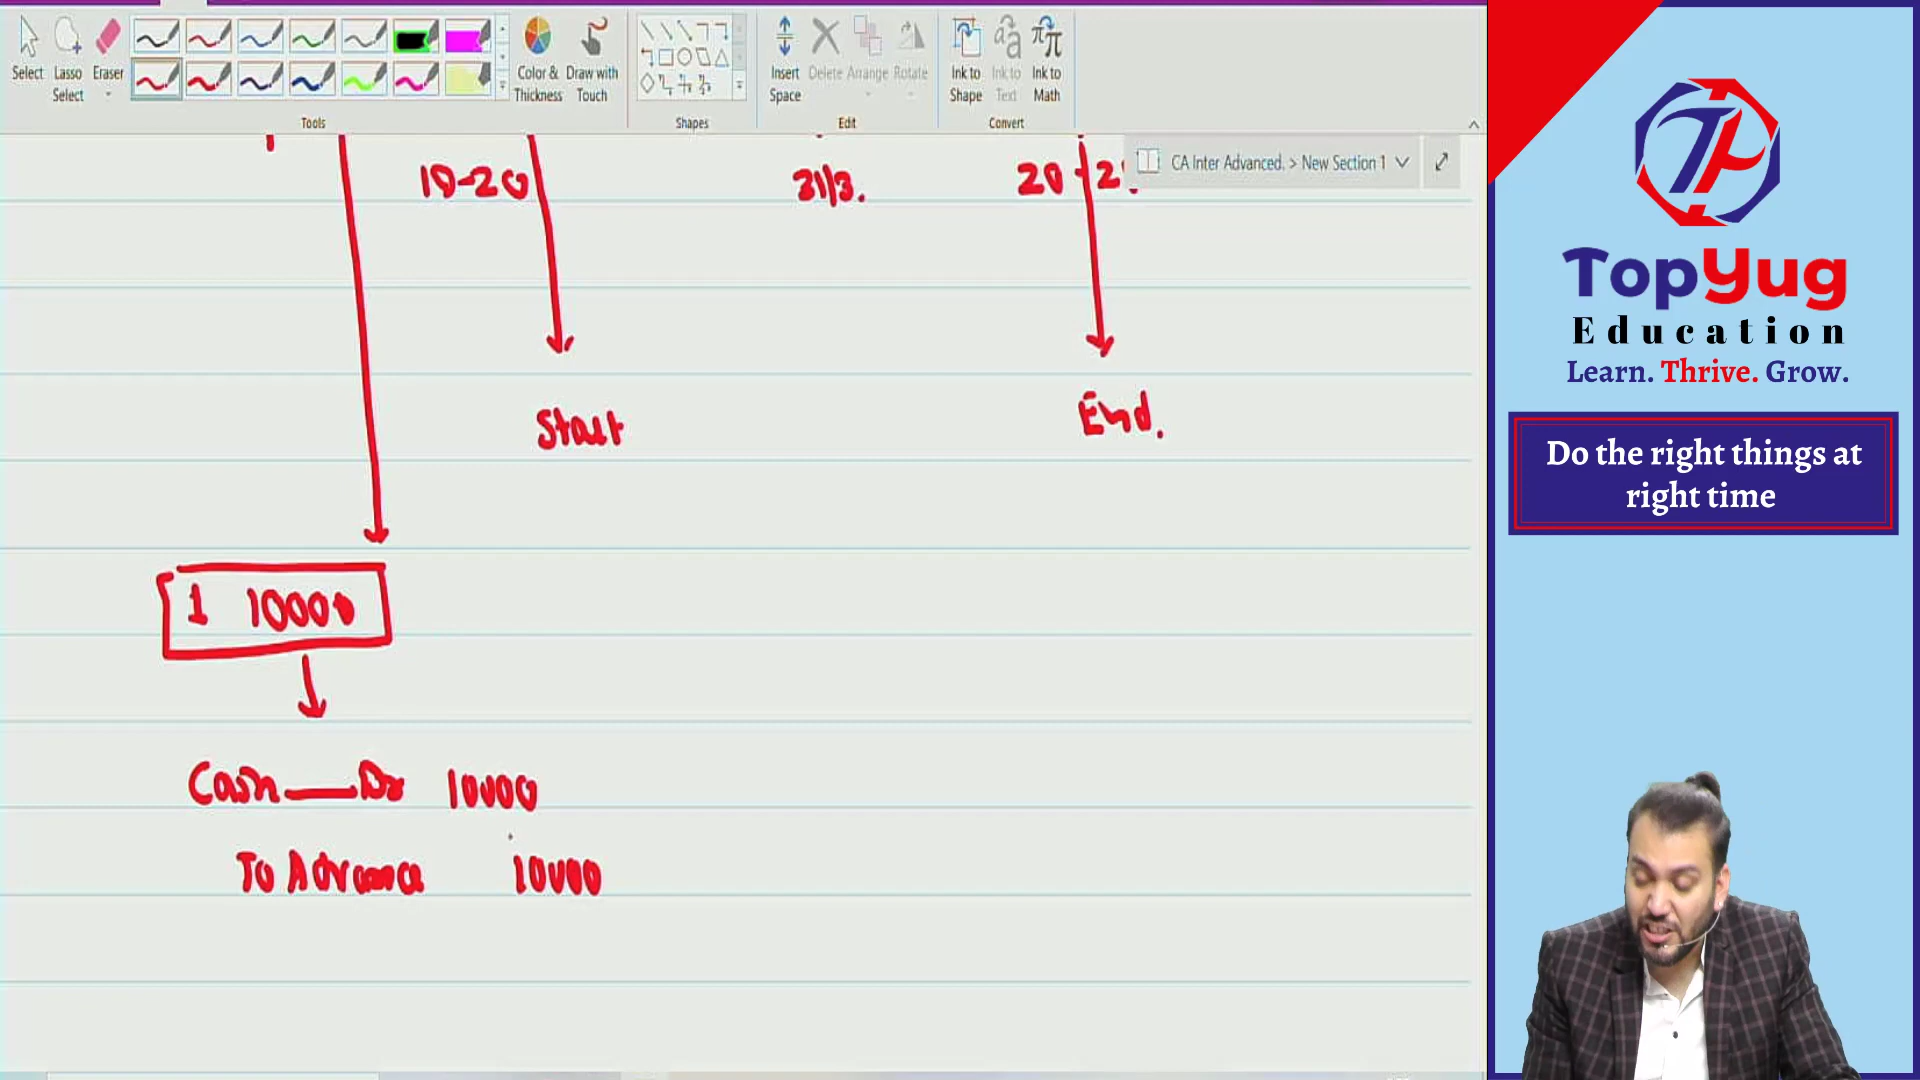 Select
Lasso Select
Eraser
Color & Thickness
Draw with Touch
Tools
Shapes
Insert Space
Delete
Arrange
Rotate
Edit
Ink to Shape
Ink to Text
Ink to Math
Convert
CA Inter Advanced. > New Section 1
19-20
31/3.
20-2
Start
End.
1 10000
Cash Dr 10000
To Advance 10000
TopYug
Education
Learn. Thrive. Grow.
Do the right things at
right time